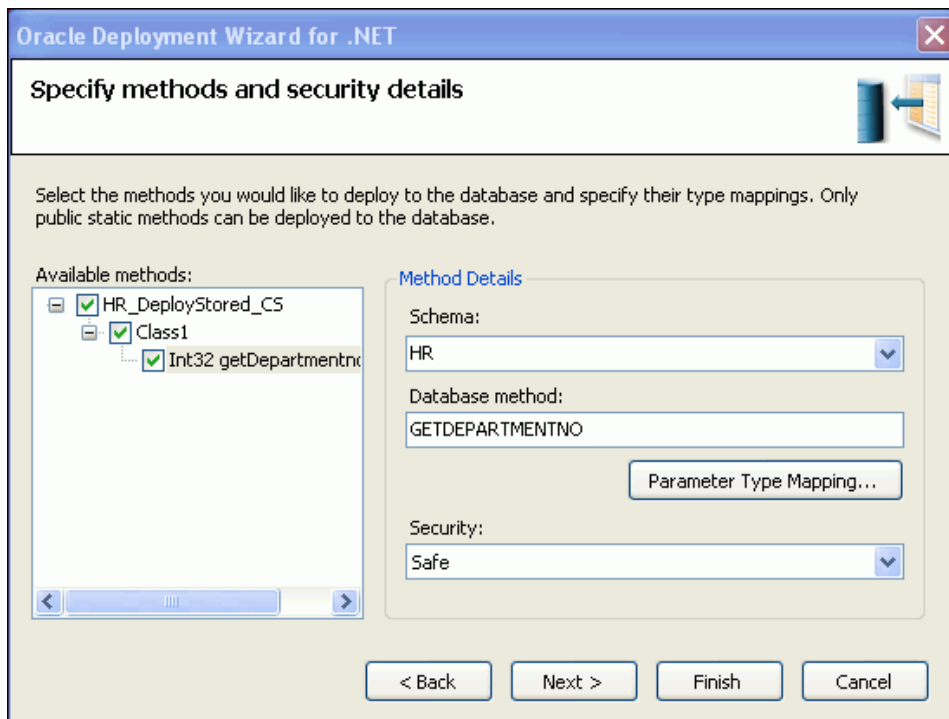 Oracle Deployment Wizard for .NET
Specify methods and security details
Select the methods you would like to deploy to the database and specify their type mappings. Only
public static methods can be deployed to the database.
Available methods:
HR_DeployStored_CS
Class1
Int32 getDepartmentno
Method Details
Schema:
HR
Database method:
GETDEPARTMENTNO
Parameter Type Mapping...
Security:
Safe
< Back
Next >
Finish
Cancel